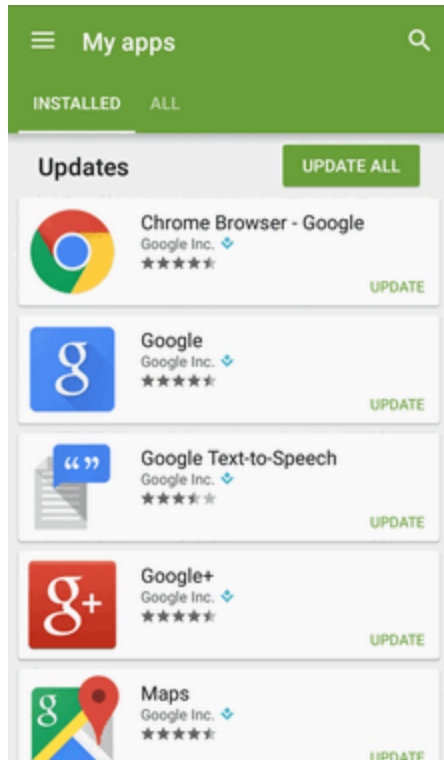 My apps
INSTALLED ALL
Updates UPDATE ALL
Chrome Browser - Google
Google Inc.
UPDATE
g
Google
Google Inc.
UPDATE
“ ”
Google Text-to-Speech
Google Inc.
UPDATE
g+
Google+
Google Inc.
UPDATE
g
Maps
Google Inc.
UPDATE